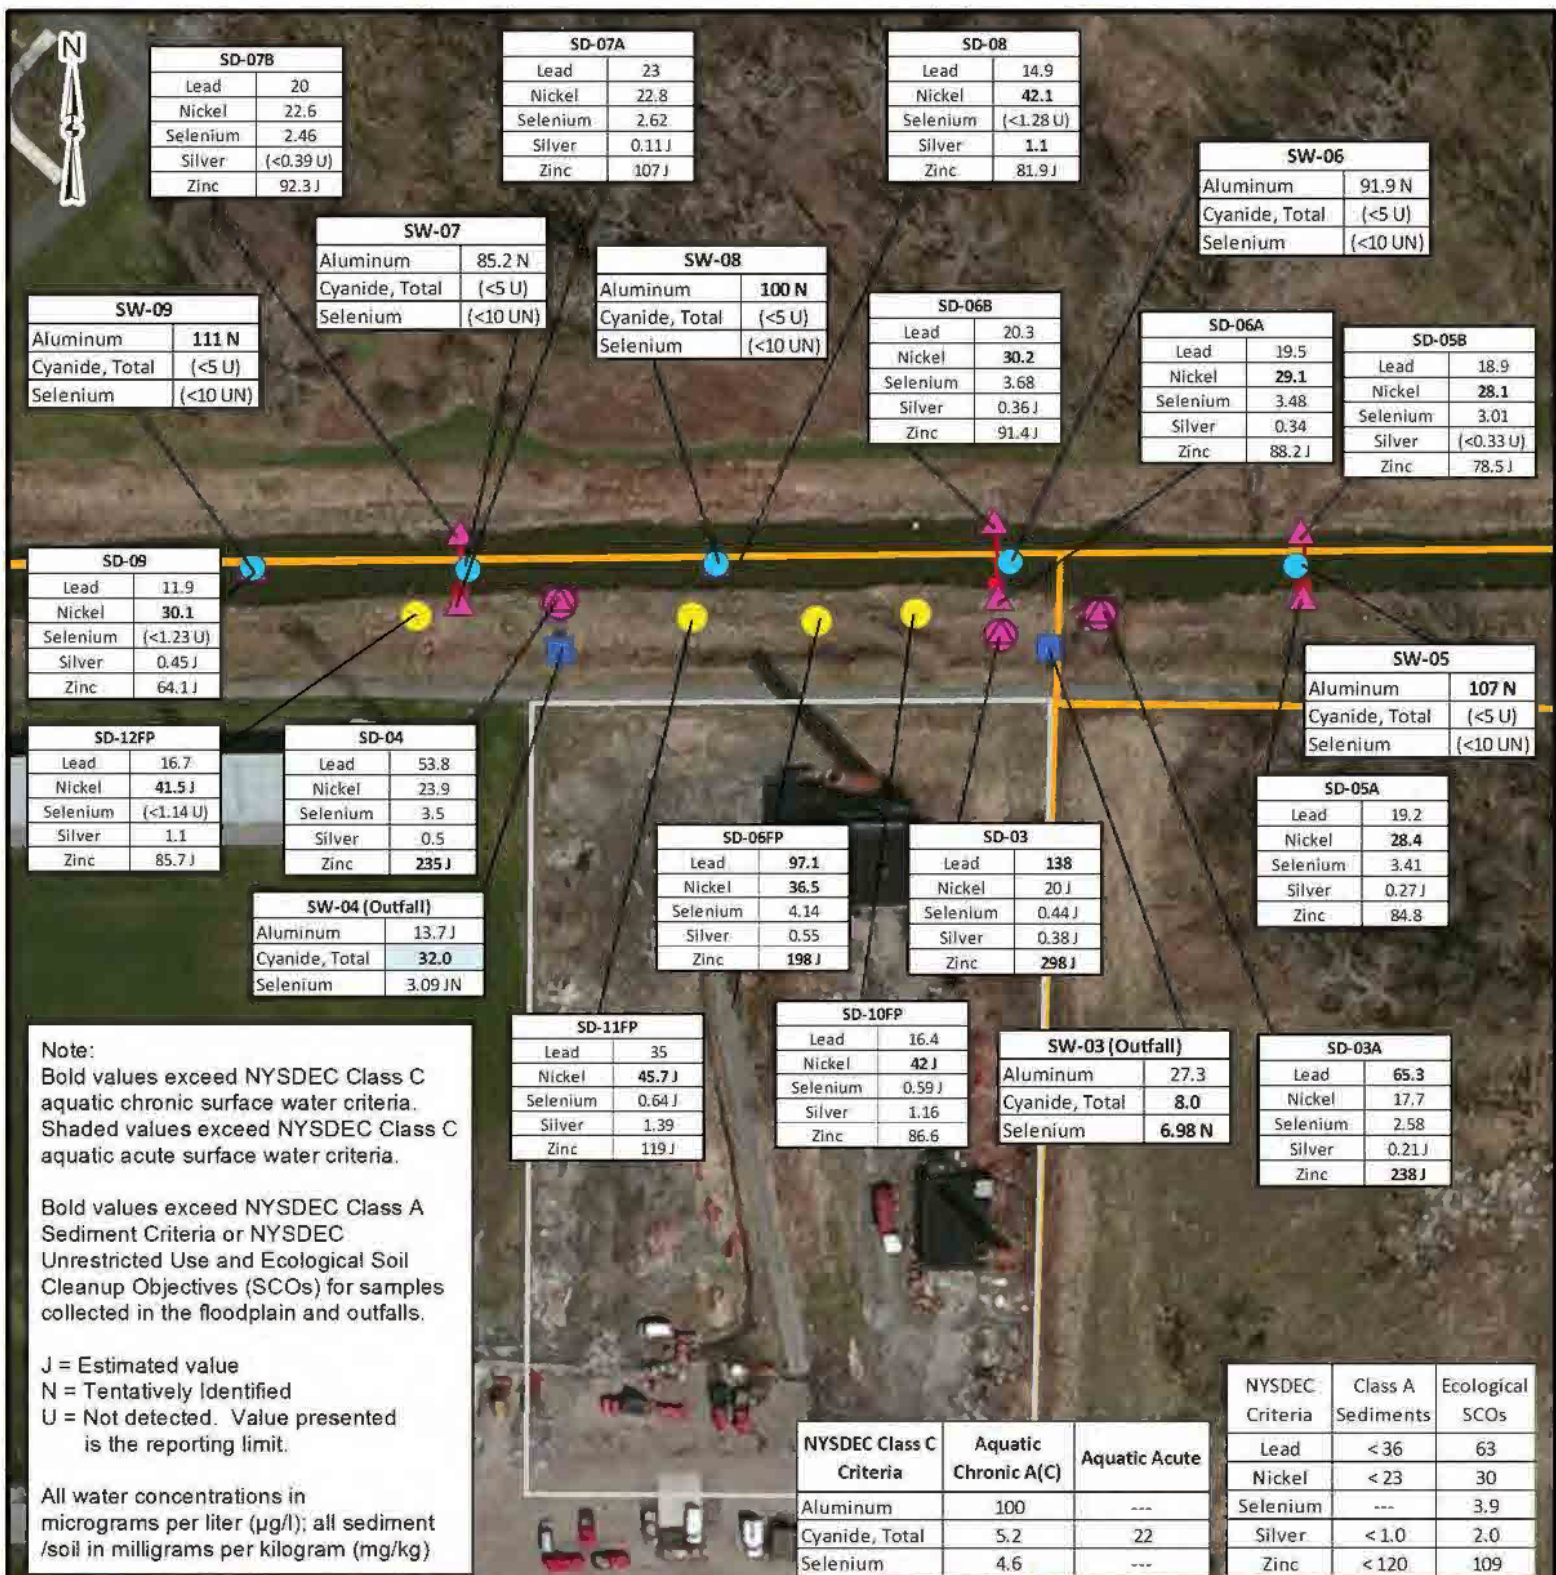 N
SD-07B
Lead 20
Nickel 22.6
Selenium 2.46
Silver (<0.39 U)
Zinc 92.3 J
SD-07A
Lead 23
Nickel 22.8
Selenium 2.62
Silver 0.11 J
Zinc 107 J
SD-08
Lead 14.9
Nickel 42.1
Selenium (<1.28 U)
Silver 1.1
Zinc 81.9 J
SW-06
Aluminum 91.9 N
Cyanide, Total (<5 U)
Selenium (<10 UN)
SW-07
Aluminum 85.2 N
Cyanide, Total (<5 U)
Selenium (<10 UN)
SW-08
Aluminum 100 N
Cyanide, Total (<5 U)
Selenium (<10 UN)
SW-09
Aluminum 111 N
Cyanide, Total (<5 U)
Selenium (<10 UN)
SD-06B
Lead 20.3
Nickel 30.2
Selenium 3.68
Silver 0.36 J
Zinc 91.4 J
SD-06A
Lead 19.5
Nickel 29.1
Selenium 3.48
Silver 0.34
Zinc 88.2 J
SD-05B
Lead 18.9
Nickel 28.1
Selenium 3.01
Silver (<0.33 U)
Zinc 78.5 J
SD-09
Lead 11.9
Nickel 30.1
Selenium (<1.23 U)
Silver 0.45 J
Zinc 64.1 J
SW-05
Aluminum 107 N
Cyanide, Total (<5 U)
Selenium (<10 UN)
SD-12FP
Lead 16.7
Nickel 41.5 J
Selenium (<1.14 U)
Silver 1.1
Zinc 85.7 J
SD-04
Lead 53.8
Nickel 23.9
Selenium 3.5
Silver 0.5
Zinc 235 J
SD-05A
Lead 19.2
Nickel 28.4
Selenium 3.41
Silver 0.27 J
Zinc 84.8
SD-06FP
Lead 97.1
Nickel 36.5
Selenium 4.14
Silver 0.55
Zinc 198 J
SD-03
Lead 138
Nickel 20 J
Selenium 0.44 J
Silver 0.38 J
Zinc 298 J
SW-04 (Outfall)
Aluminum 13.7 J
Cyanide, Total 32.0
Selenium 3.09 JN
SD-11FP
Lead 35
Nickel 45.7 J
Selenium 0.64 J
Silver 1.39
Zinc 119 J
SD-10FP
Lead 16.4
Nickel 42 J
Selenium 0.59 J
Silver 1.16
Zinc 86.6
SW-03 (Outfall)
Aluminum 27.3
Cyanide, Total 8.0
Selenium 6.98 N
SD-03A
Lead 65.3
Nickel 17.7
Selenium 2.58
Silver 0.21 J
Zinc 238 J
Note:
Bold values exceed NYSDEC Class C
aquatic chronic surface water criteria.
Shaded values exceed NYSDEC Class C
aquatic acute surface water criteria.
Bold values exceed NYSDEC Class A
Sediment Criteria or NYSDEC
Unrestricted Use and Ecological Soil
Cleanup Objectives (SCOs) for samples
collected in the floodplain and outfalls.
J = Estimated value
N = Tentatively Identified
U = Not detected. Value presented
is the reporting limit.
All water concentrations in
micrograms per liter (µg/l); all sediment
/soil in milligrams per kilogram (mg/kg)
NYSDEC Class C Criteria Aquatic Chronic A(C) Aquatic Acute
Aluminum 100 ---
Cyanide, Total 5.2 22
Selenium 4.6 ---
NYSDEC Criteria Class A Sediments Ecological SCOs
Lead < 36 63
Nickel < 23 30
Selenium --- 3.9
Silver < 1.0 2.0
Zinc < 120 109